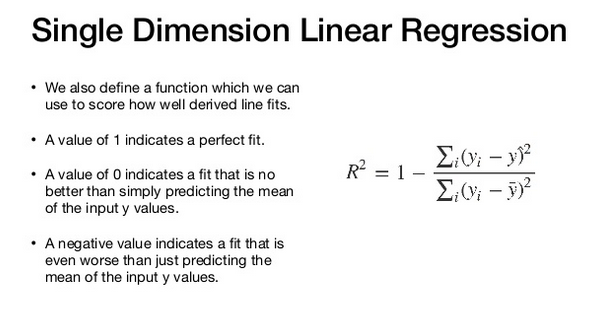 Single Dimension Linear Regression
• We also define a function which we can
use to score how well derived line fits.
• A value of 1 indicates a perfect fit.
• A value of 0 indicates a fit that is no
better than simply predicting the mean
of the input y values.
• A negative value indicates a fit that is
even worse than just predicting the
mean of the input y values.
R² = 1 − ∑ᵢ(yᵢ − ŷ)² / ∑ᵢ(yᵢ − ȳ)²